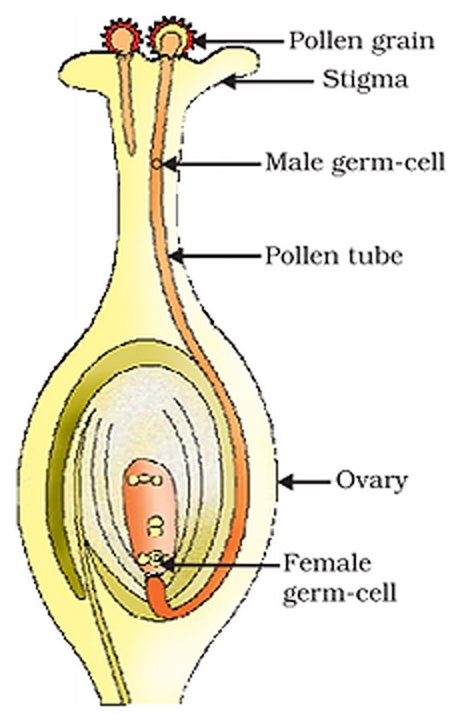 Pollen grain
Stigma
Male germ-cell
Pollen tube
Ovary
Female
germ-cell